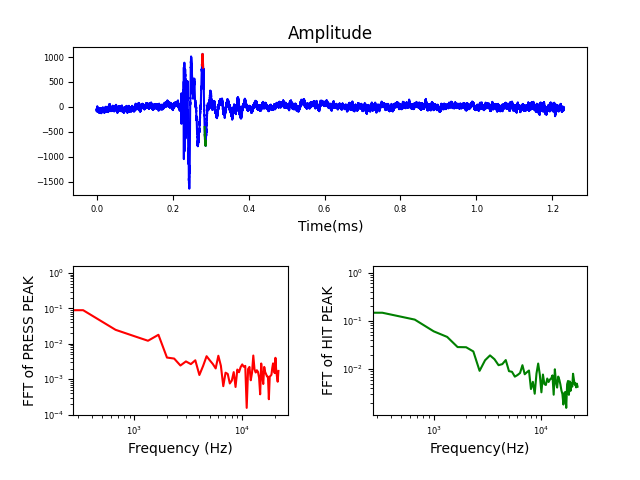 Amplitude
1000
500
0
−500
−1000
−1500
0.0 0.2 0.4 0.6 0.8 1.0 1.2
Time(ms)
FFT of PRESS PEAK
10⁰
10⁻¹
10⁻²
10⁻³
10⁻⁴
10³ 10⁴
Frequency (Hz)
FFT of HIT PEAK
10⁰
10⁻¹
10⁻²
10³ 10⁴
Frequency(Hz)